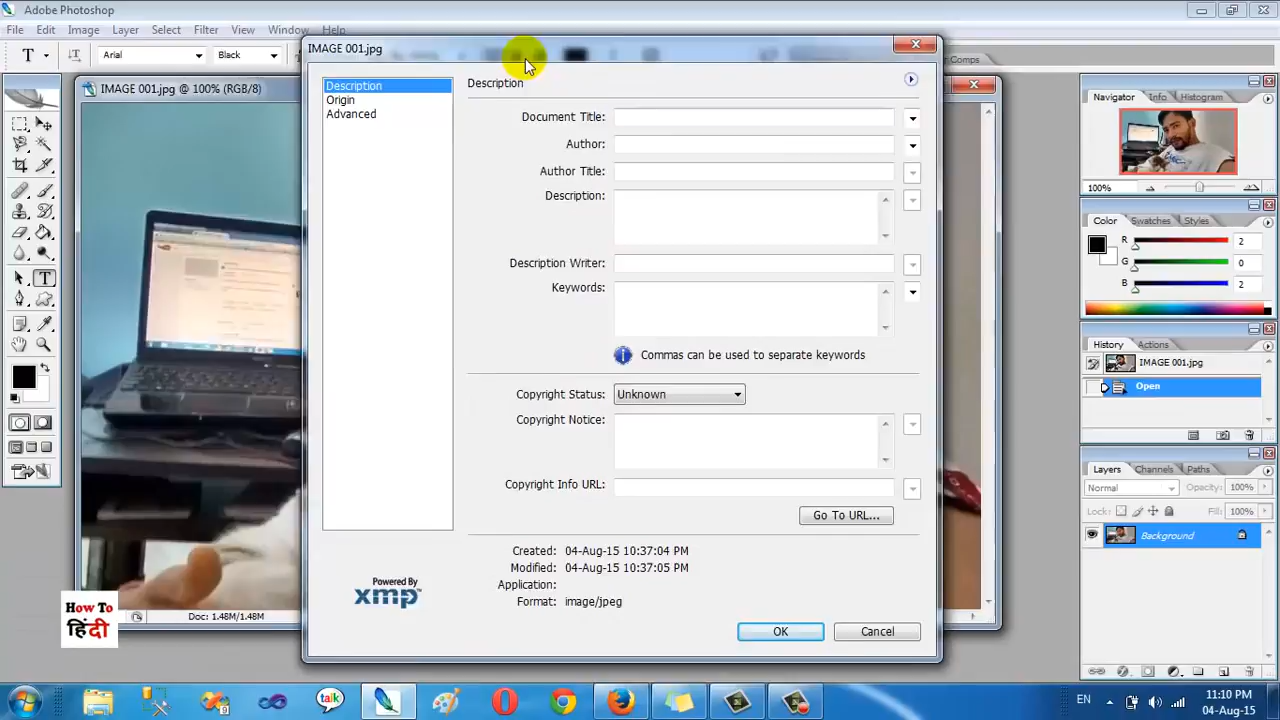 Adobe Photoshop
File Edit Image Layer Select Filter View Window Help
T Arial Black
IMAGE 001.jpg
Comps
IMAGE 001.jpg @ 100% (RGB/8)
Description
Origin
Advanced
Description
Document Title:
Author:
Author Title:
Description:
Description Writer:
Keywords:
Commas can be used to separate keywords
Copyright Status: Unknown
Copyright Notice:
Copyright Info URL:
Go To URL...
Created: 04-Aug-15 10:37:04 PM
Modified: 04-Aug-15 10:37:05 PM
Application:
Format: image/jpeg
Powered By
xmp™
OK Cancel
Navigator Info Histogram
100%
Color Swatches Styles
R 2
G 0
B 2
History Actions
IMAGE 001.jpg
Open
Layers Channels Paths
Normal Opacity: 100%
Lock: Fill: 100%
Background
Doc: 1.48M/1.48M
How To
हिंदी
talk
EN
11:10 PM
04-Aug-15